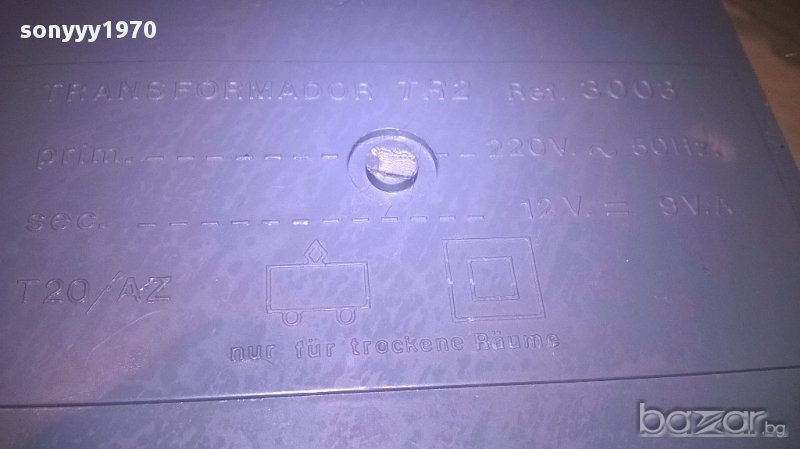 sonyyy1970
TRANSFORMADOR TR2 Ref. 3003
prim. 220V. ~ 50Hz.
sec. 12V. = 9V.A.
T20/AZ
nur für trockene Räume
bazar.bg